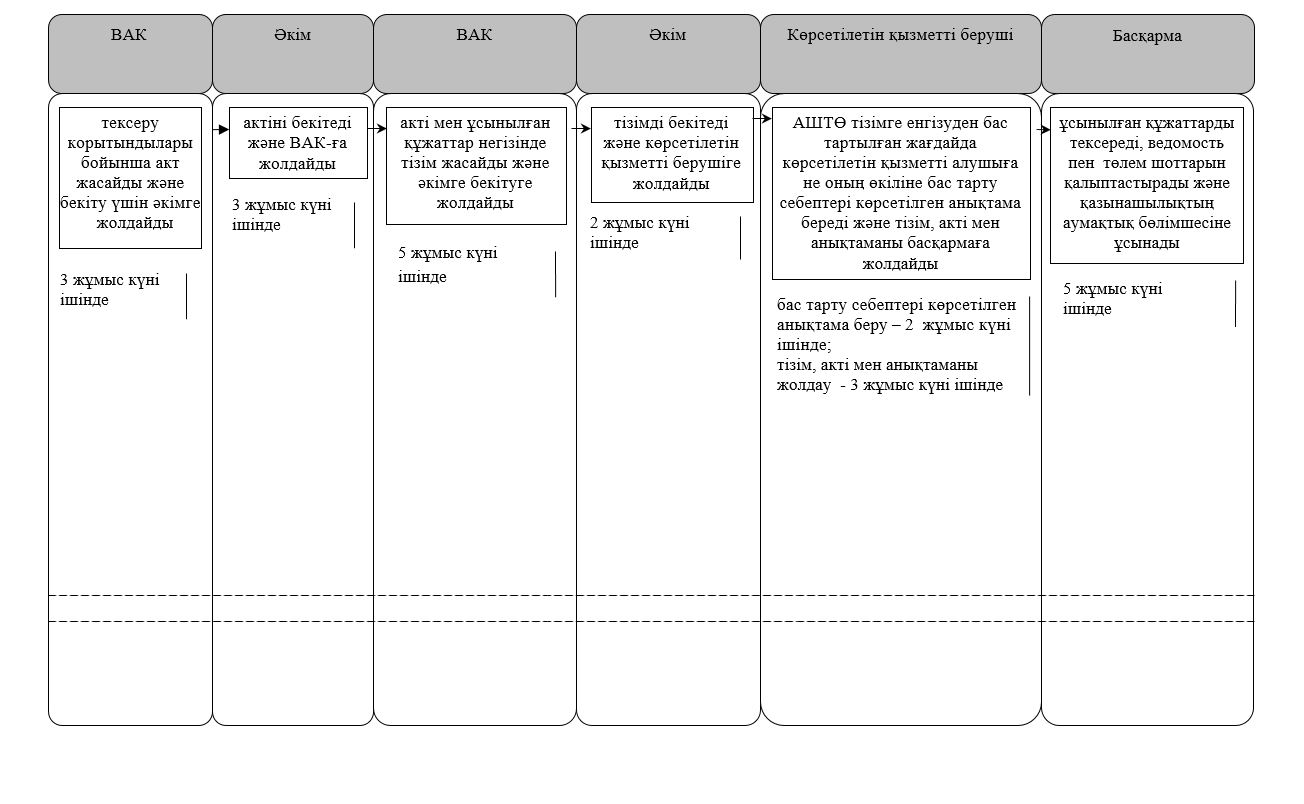 ВАК
Әкім
ВАК
Әкім
Көрсетілетін қызметті беруші
Басқарма
тексеру
корытындылары
бойынша акт
жасайды және
бекіту үшін әкімге
жолдайды
3 жұмыс күні
ішінде
актіні бекітеді
және ВАК-ға
жолдайды
3 жұмыс күні
ішінде
акті мен ұсынылған
құжаттар негізінде
тізім жасайды және
әкімге бекітуге
жолдайды
5 жұмыс күні
ішінде
тізімді бекітеді
және көрсетілетін
қызметті берушіге
жолдайды
2 жұмыс күні
ішінде
АШТӨ тізімге енгізуден бас
тартылған жағдайда
көрсетілетін қызметті алушыға
не оның өкіліне бас тарту
себептері көрсетілген анықтама
береді және тізім, акті мен
анықтаманы басқармаға
жолдайды
бас тарту себептері көрсетілген
анықтама беру – 2 жұмыс күні
ішінде;
тізім, акті мен анықтаманы
жолдау - 3 жұмыс күні ішінде
ұсынылған құжаттарды
тексереді, ведомость
пен төлем шоттарын
қалыптастырады және
қазынашылықтың
аумақтық бөлімшесіне
ұсынады
5 жұмыс күні
ішінде